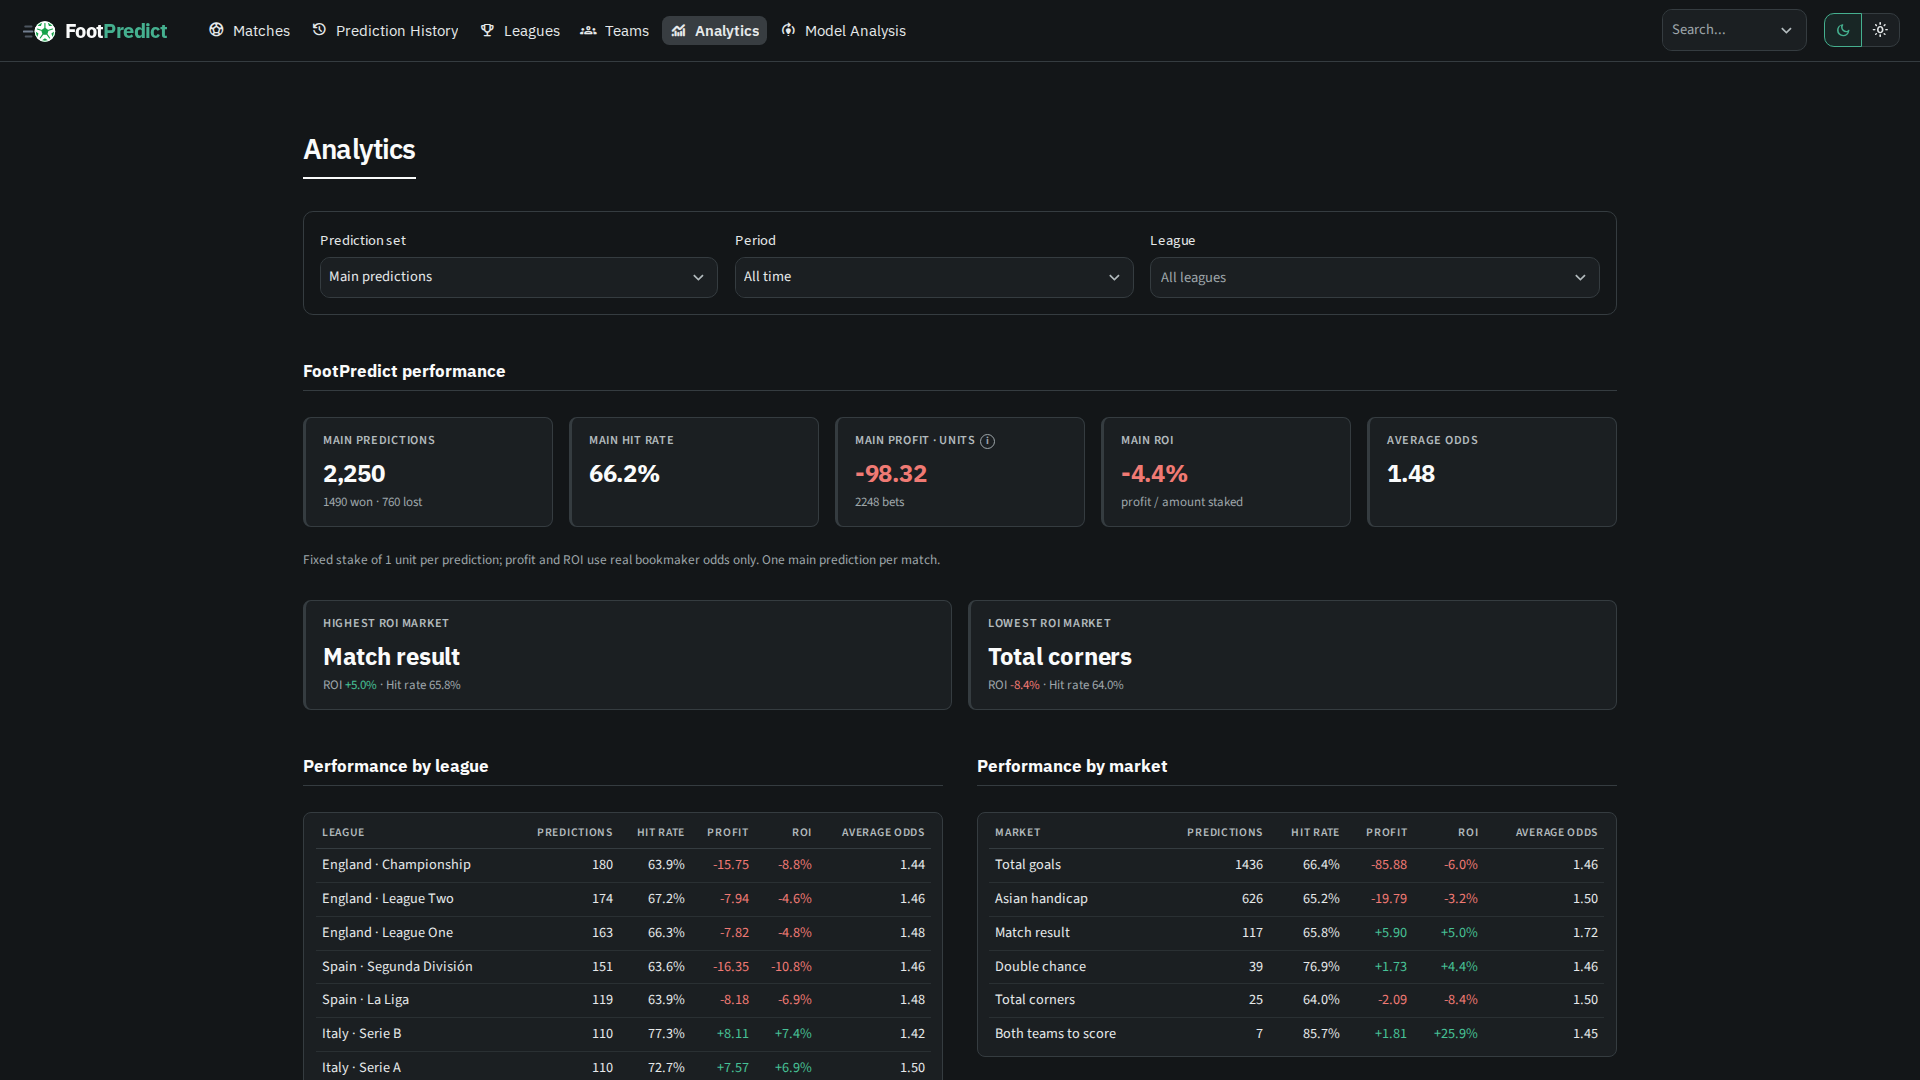 FootPredict
Matches
Prediction History
Leagues
Teams
Analytics
Model Analysis
Search...
Analytics
Prediction set
Period
League
Main predictions
All time
All leagues
FootPredict performance
MAIN PREDICTIONS
2,250
1490 won · 760 lost
MAIN HIT RATE
66.2%
MAIN PROFIT · UNITS
-98.32
2248 bets
MAIN ROI
-4.4%
profit / amount staked
AVERAGE ODDS
1.48
Fixed stake of 1 unit per prediction; profit and ROI use real bookmaker odds only. One main prediction per match.
HIGHEST ROI MARKET
Match result
ROI +5.0% · Hit rate 65.8%
LOWEST ROI MARKET
Total corners
ROI -8.4% · Hit rate 64.0%
Performance by league
LEAGUE PREDICTIONS HIT RATE PROFIT ROI AVERAGE ODDS
England · Championship 180 63.9% -15.75 -8.8% 1.44
England · League Two 174 67.2% -7.94 -4.6% 1.46
England · League One 163 66.3% -7.82 -4.8% 1.48
Spain · Segunda División 151 63.6% -16.35 -10.8% 1.46
Spain · La Liga 119 63.9% -8.18 -6.9% 1.48
Italy · Serie B 110 77.3% +8.11 +7.4% 1.42
Italy · Serie A 110 72.7% +7.57 +6.9% 1.50
Performance by market
MARKET PREDICTIONS HIT RATE PROFIT ROI AVERAGE ODDS
Total goals 1436 66.4% -85.88 -6.0% 1.46
Asian handicap 626 65.2% -19.79 -3.2% 1.50
Match result 117 65.8% +5.90 +5.0% 1.72
Double chance 39 76.9% +1.73 +4.4% 1.46
Total corners 25 64.0% -2.09 -8.4% 1.50
Both teams to score 7 85.7% +1.81 +25.9% 1.45